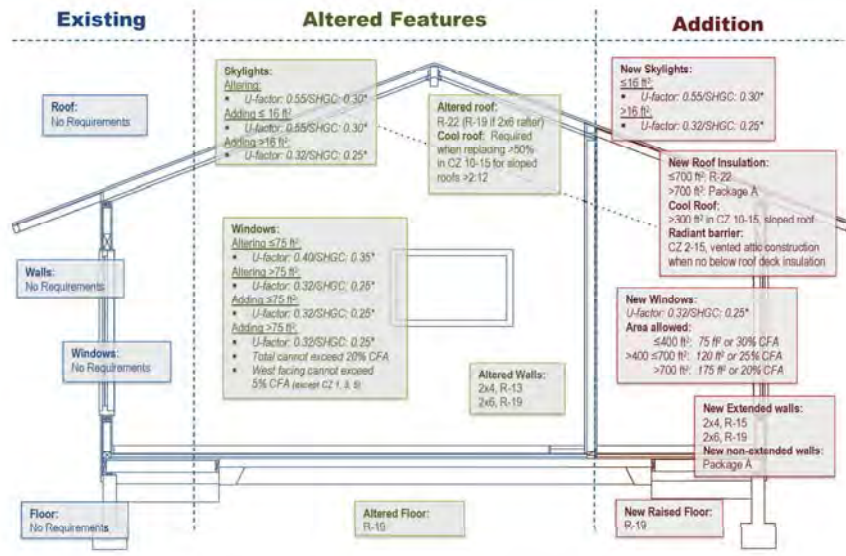 Existing
Altered Features
Addition
Roof:
No Requirements
Walls:
No Requirements
Windows:
No Requirements
Floor:
No Requirements
Skylights:
Altering:
▪ U-factor: 0.55/SHGC: 0.30*
Adding ≤ 16 ft²:
▪ U-factor: 0.55/SHGC: 0.30*
Adding >16 ft²:
▪ U-factor: 0.32/SHGC: 0.25*
Altered roof:
R-22 (R-19 if 2x6 rafter)
Cool roof: Required
when replacing >50%
in CZ 10-15 for sloped
roofs >2:12
Windows:
Altering ≤75 ft²:
▪ U-factor: 0.40/SHGC: 0.35*
Altering >75 ft²:
▪ U-factor: 0.32/SHGC: 0.25*
Adding ≤75 ft²:
▪ U-factor: 0.32/SHGC: 0.25*
Adding >75 ft²:
▪ U-factor: 0.32/SHGC: 0.25*
▪ Total cannot exceed 20% CFA
▪ West facing cannot exceed
5% CFA (except CZ 1, 3, 5)
Altered Walls:
2x4, R-13
2x6, R-19
Altered Floor:
R-19
New Skylights:
≤16 ft²:
▪ U-factor: 0.55/SHGC: 0.30*
>16 ft²:
▪ U-factor: 0.32/SHGC: 0.25*
New Roof Insulation:
≤700 ft²: R-22
>700 ft²: Package A
Cool Roof:
>300 ft² in CZ 10-15, sloped roof
Radiant barrier:
CZ 2-15, vented attic construction
when no below roof deck insulation
New Windows:
U-factor: 0.32/SHGC: 0.25*
Area allowed:
≤400 ft²: 75 ft² or 30% CFA
>400 ≤700 ft²: 120 ft² or 25% CFA
>700 ft²: 175 ft² or 20% CFA
New Extended walls:
2x4, R-15
2x6, R-19
New non-extended walls:
Package A
New Raised Floor:
R-19